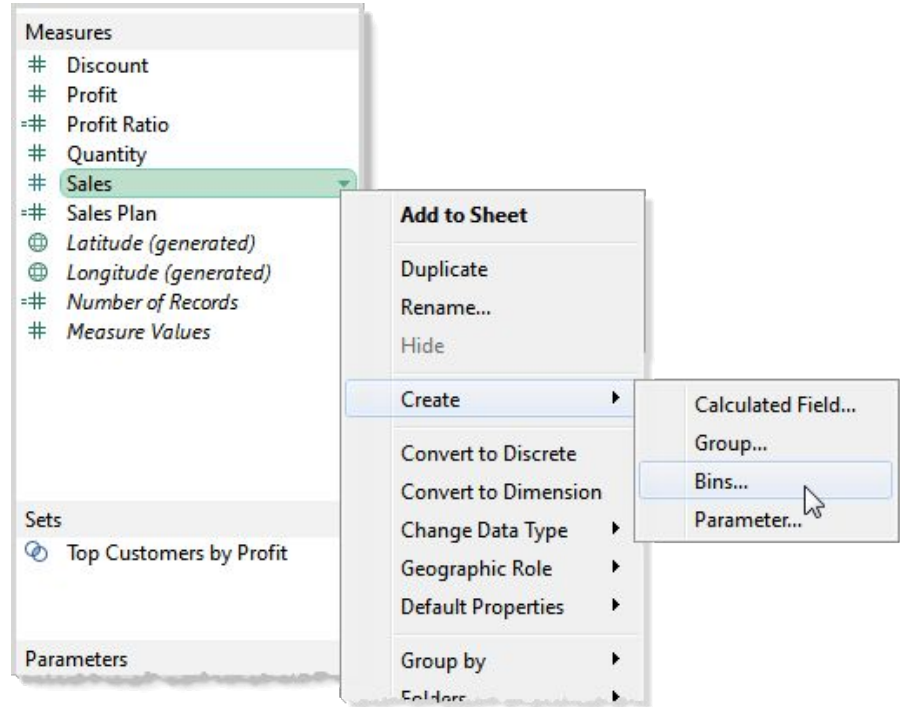 Measures
Discount
Profit
Profit Ratio
Quantity
Sales
Sales Plan
Latitude (generated)
Longitude (generated)
Number of Records
Measure Values
Sets
Top Customers by Profit
Parameters
Add to Sheet
Duplicate
Rename...
Hide
Create
Convert to Discrete
Convert to Dimension
Change Data Type
Geographic Role
Default Properties
Group by
Folders
Calculated Field...
Group...
Bins...
Parameter...